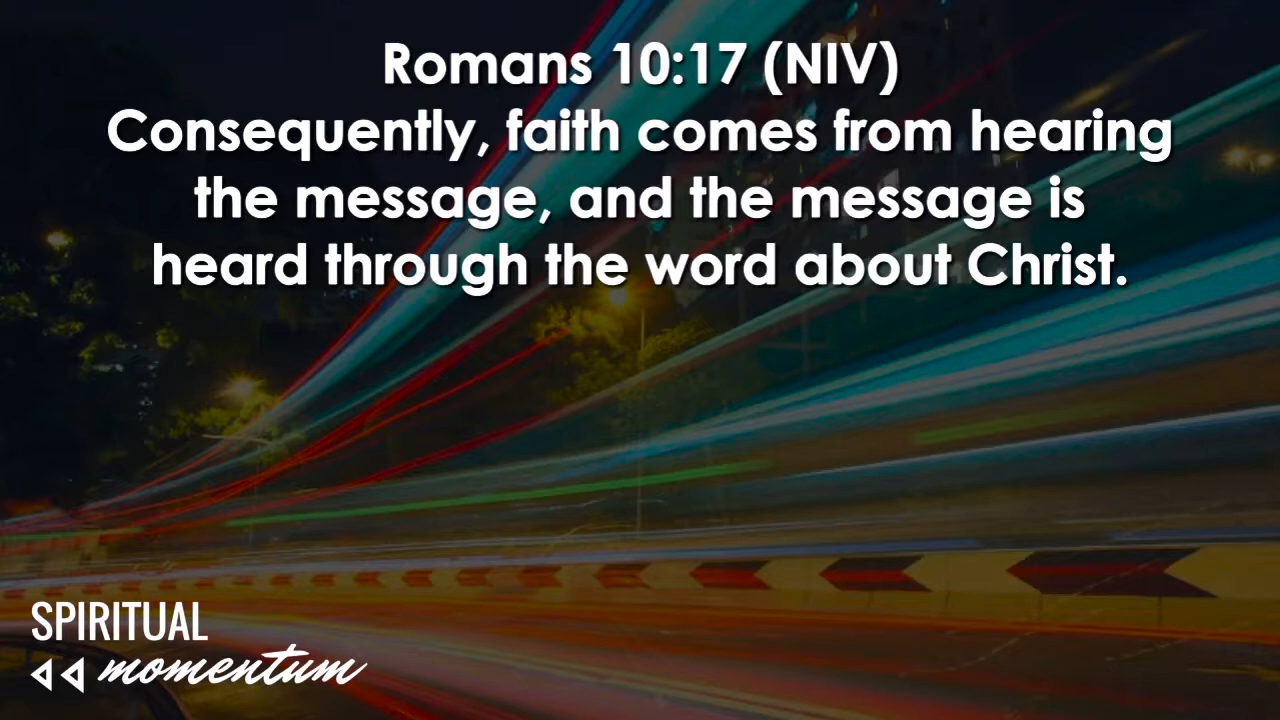 Romans 10:17 (NIV)
Consequently, faith comes from hearing
the message, and the message is
heard through the word about Christ.
SPIRITUAL
momentum